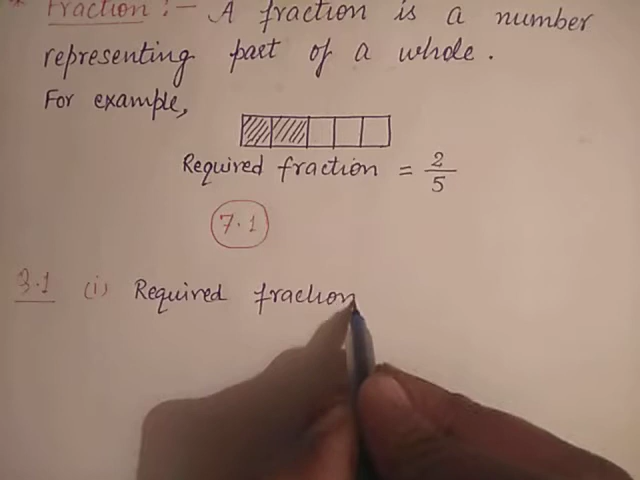 * Fraction :- A fraction is a number
representing part of a whole.
For example,
Required fraction = 2/5
7.1
3.1 (i) Required fraction